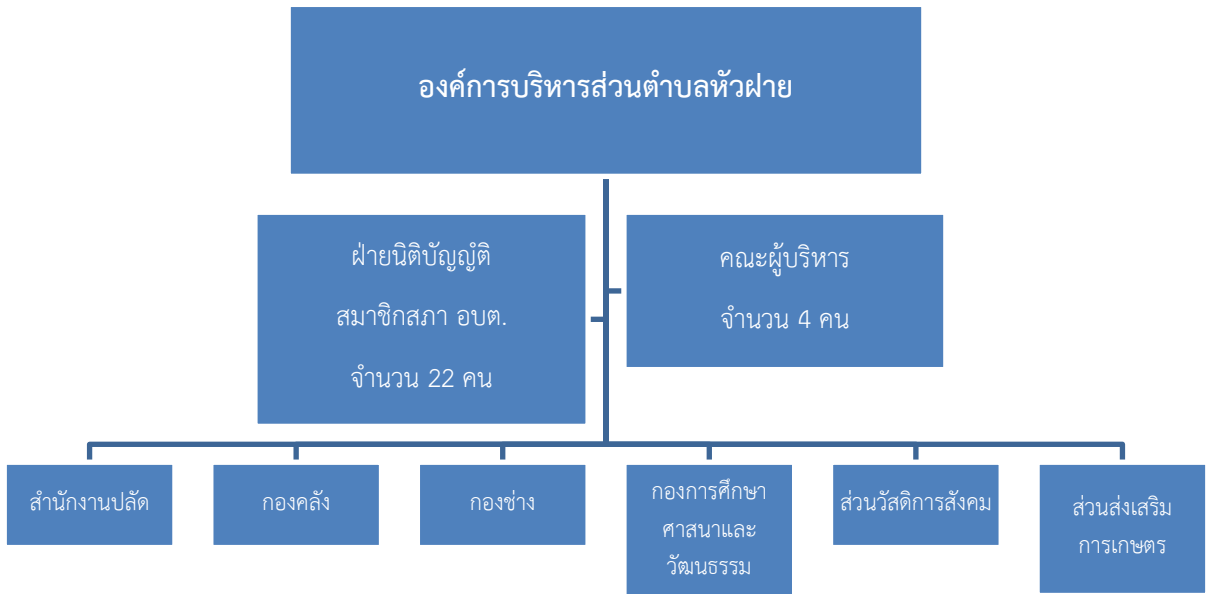 องค์การบริหารส่วนตำบลหัวฝาย
ฝ่ายนิติบัญญํติ
สมาชิกสภา อบต.
จำนวน 22 คน
คณะผู้บริหาร
จำนวน 4 คน
สำนักงานปลัด
กองคลัง
กองช่าง
กองการศึกษา
ศาสนาและ
วัฒนธรรม
ส่วนวัสดิการสังคม
ส่วนส่งเสริม
การเกษตร